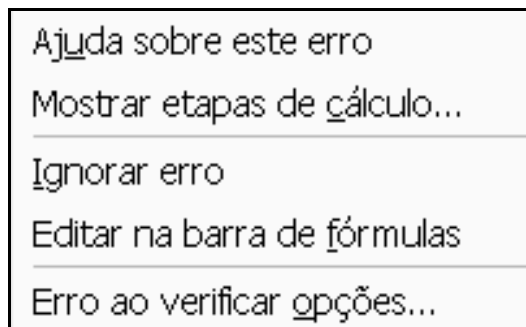 Ajuda sobre este erro
Mostrar etapas de cálculo...
Ignorar erro
Editar na barra de fórmulas
Erro ao verificar opções...